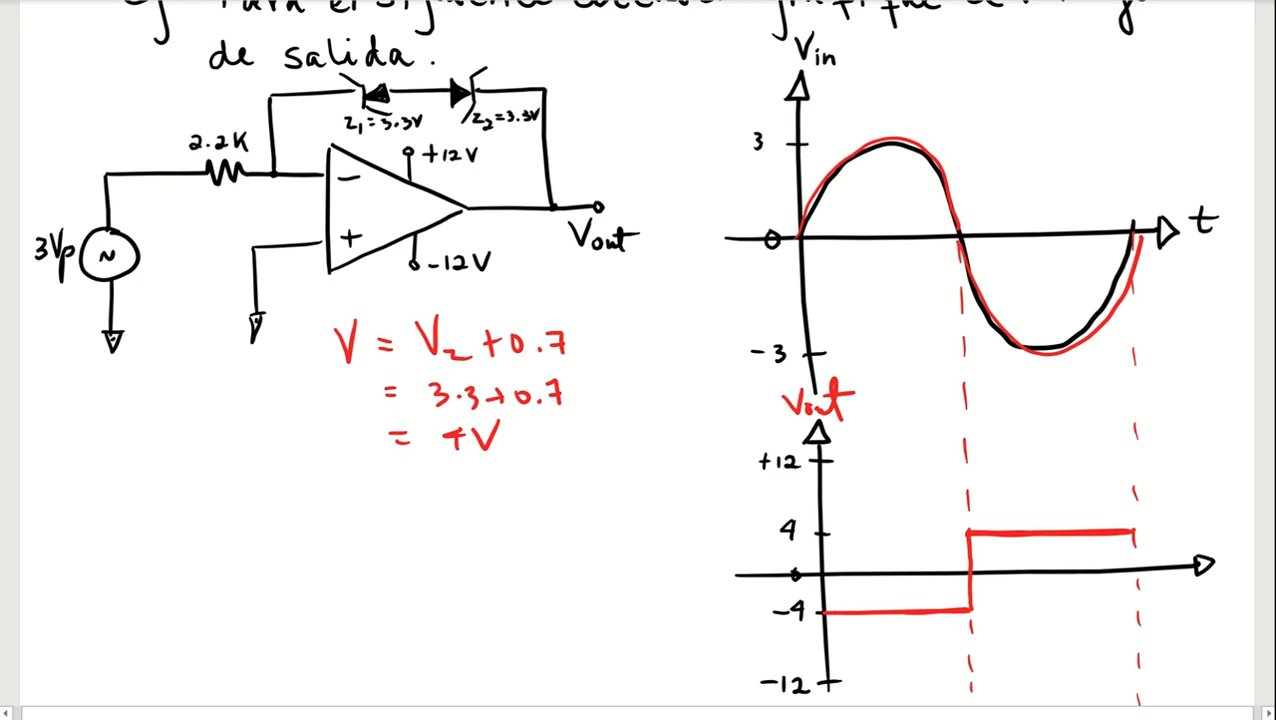 de salida.
Vin
Z1=3.3V
Z2=3.3V
2.2K
+12V
3
t
−
0
+
Vout
3Vp
~
-12V
V = Vz + 0.7
= 3.3+0.7
= 4V
-3
Vout
+12
4
0
-4
-12